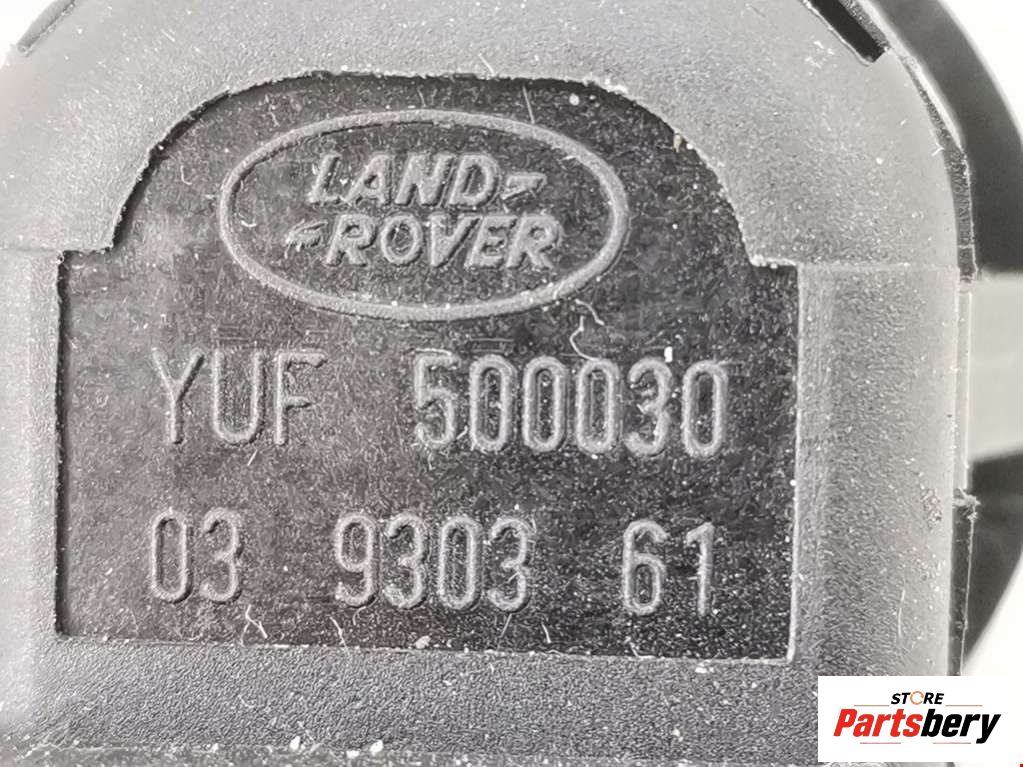 LAND
ROVER
YUF 500030
03 9303 61
STORE
Partsbery